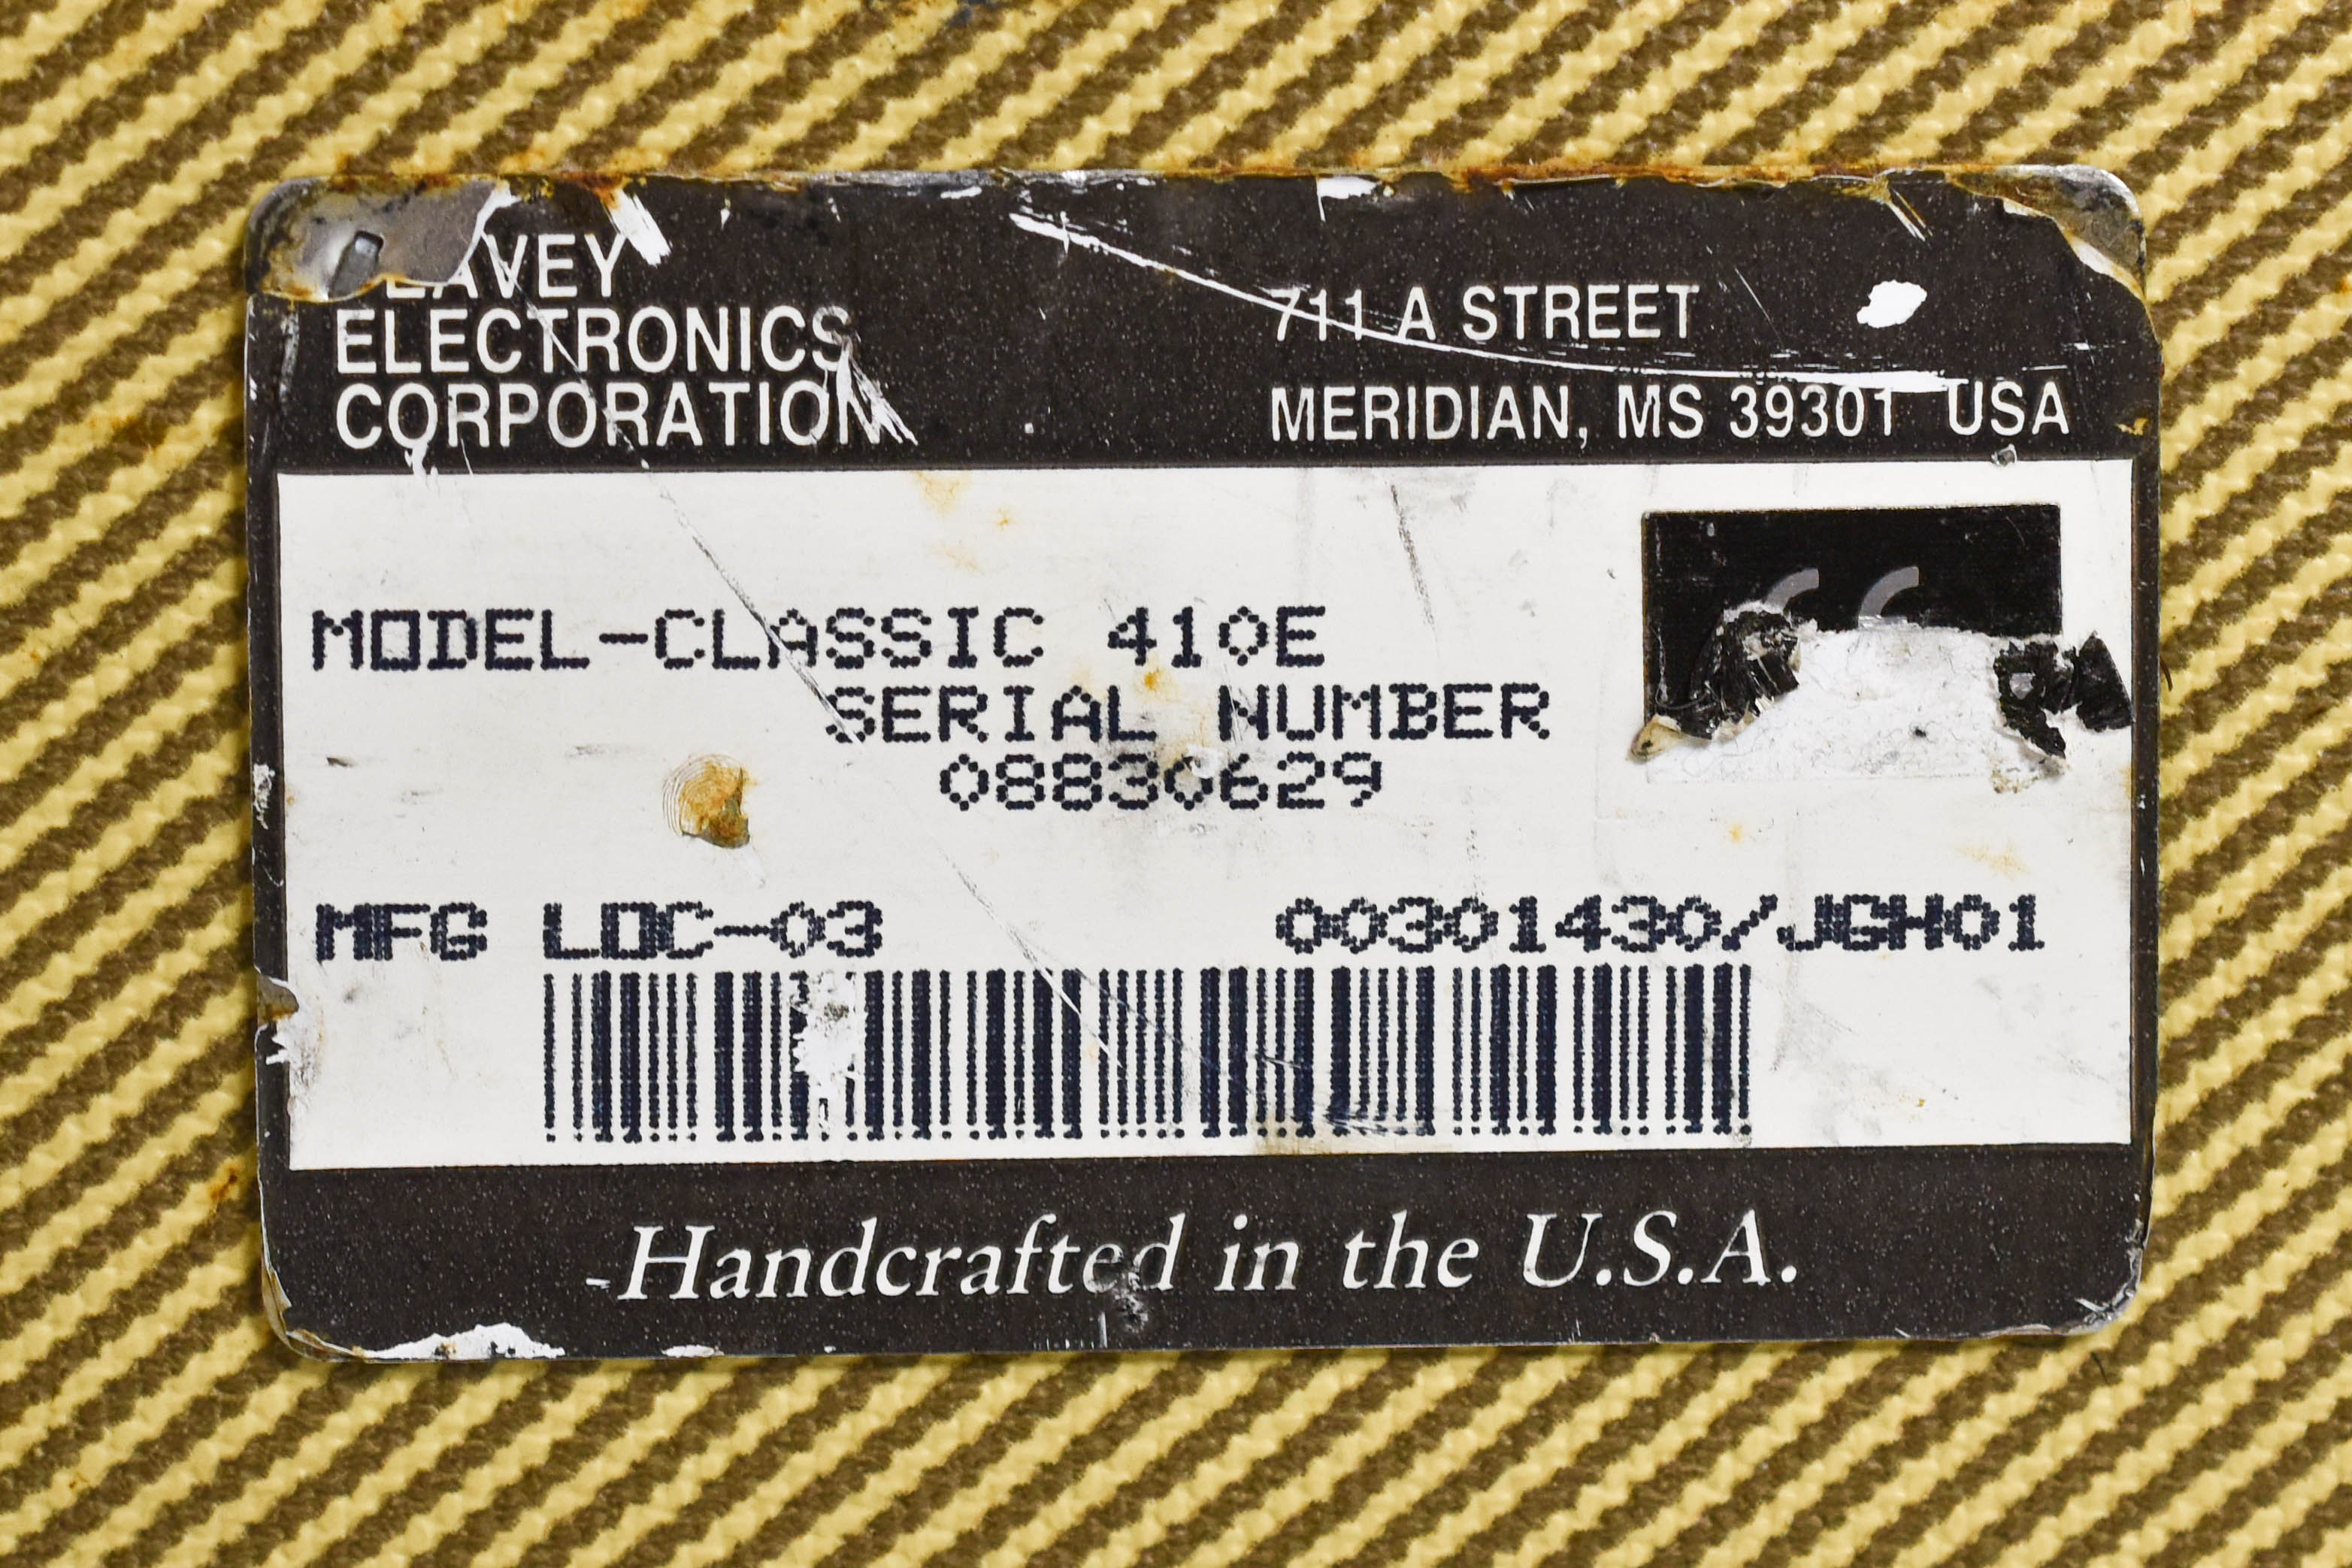 PEAVEY
ELECTRONICS
CORPORATION
711 A STREET
MERIDIAN, MS 39301 USA
MODEL-CLASSIC 410E
SERIAL NUMBER
08830629
MFG LOC-03 00301430/JGH01
Handcrafted in the U.S.A.